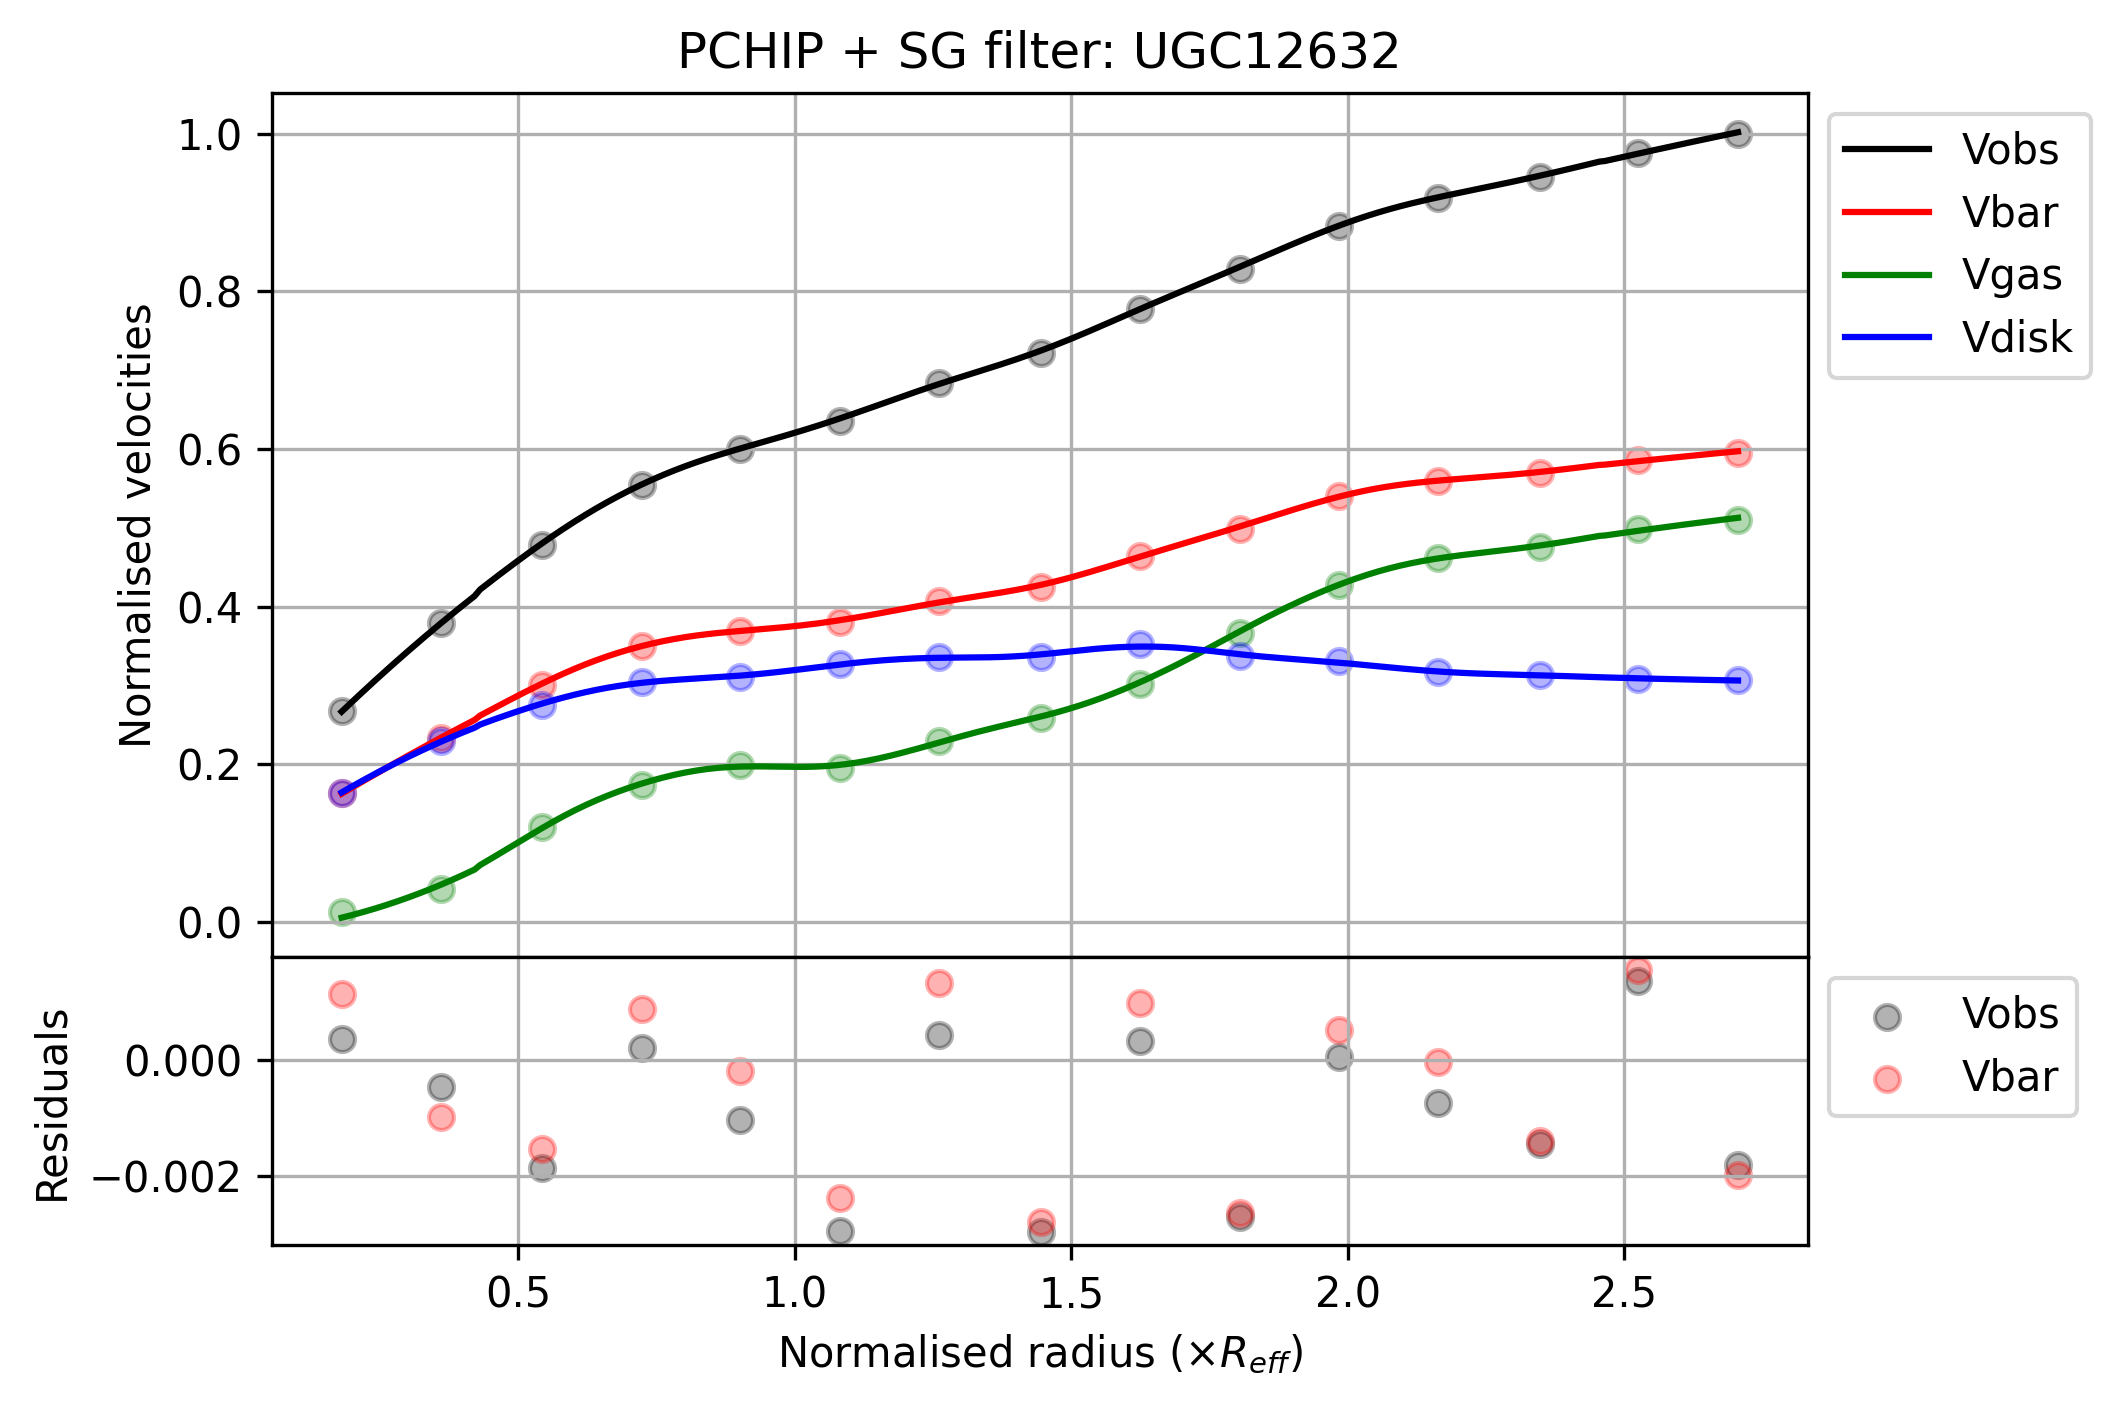 PCHIP + SG filter: UGC12632
Normalised velocities
1.0
0.8
0.6
0.4
0.2
0.0
Vobs
Vbar
Vgas
Vdisk
Residuals
0.000
−0.002
Vobs
Vbar
0.5 1.0 1.5 2.0 2.5
Normalised radius (×R_{eff})